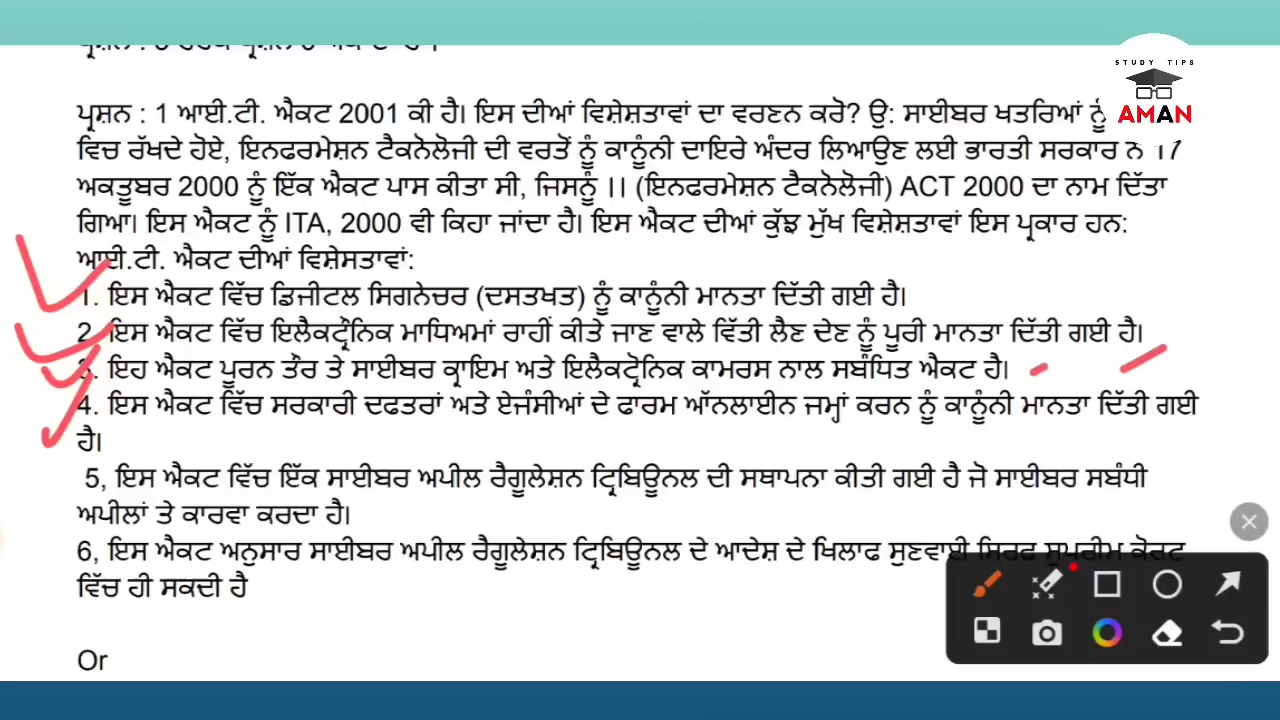 STUDY TIPS
AMAN
ਪ੍ਰਸ਼ਨ : 1 ਆਈ.ਟੀ. ਐਕਟ 2001 ਕੀ ਹੈ। ਇਸ ਦੀਆਂ ਵਿਸ਼ੇਸ਼ਤਾਵਾਂ ਦਾ ਵਰਣਨ ਕਰੋ? ਉ: ਸਾਈਬਰ ਖਤਰਿਆਂ ਨੂੰ
ਵਿਚ ਰੱਖਦੇ ਹੋਏ, ਇਨਫਰਮੇਸ਼ਨ ਟੈਕਨੋਲੋਜੀ ਦੀ ਵਰਤੋਂ ਨੂੰ ਕਾਨੂੰਨੀ ਦਾਇਰੇ ਅੰਦਰ ਲਿਆਉਣ ਲਈ ਭਾਰਤੀ ਸਰਕਾਰ ਨੇ 17
ਅਕਤੂਬਰ 2000 ਨੂੰ ਇੱਕ ਐਕਟ ਪਾਸ ਕੀਤਾ ਸੀ, ਜਿਸਨੂੰ ।। (ਇਨਫਰਮੇਸ਼ਨ ਟੈਕਨੋਲੋਜੀ) ACT 2000 ਦਾ ਨਾਮ ਦਿੱਤਾ
ਗਿਆ। ਇਸ ਐਕਟ ਨੂੰ ITA, 2000 ਵੀ ਕਿਹਾ ਜਾਂਦਾ ਹੈ। ਇਸ ਐਕਟ ਦੀਆਂ ਕੁੱਝ ਮੁੱਖ ਵਿਸ਼ੇਸ਼ਤਾਵਾਂ ਇਸ ਪ੍ਰਕਾਰ ਹਨ:
ਆਈ.ਟੀ. ਐਕਟ ਦੀਆਂ ਵਿਸ਼ੇਸਤਾਵਾਂ:
1. ਇਸ ਐਕਟ ਵਿੱਚ ਡਿਜੀਟਲ ਸਿਗਨੇਚਰ (ਦਸਤਖਤ) ਨੂੰ ਕਾਨੂੰਨੀ ਮਾਨਤਾ ਦਿੱਤੀ ਗਈ ਹੈ।
2. ਇਸ ਐਕਟ ਵਿੱਚ ਇਲੈਕਟ੍ਰੌਨਿਕ ਮਾਧਿਅਮਾਂ ਰਾਹੀਂ ਕੀਤੇ ਜਾਣ ਵਾਲੇ ਵਿੱਤੀ ਲੈਣ ਦੇਣ ਨੂੰ ਪੂਰੀ ਮਾਨਤਾ ਦਿੱਤੀ ਗਈ ਹੈ।
3. ਇਹ ਐਕਟ ਪੂਰਨ ਤੌਰ ਤੇ ਸਾਈਬਰ ਕ੍ਰਾਇਮ ਅਤੇ ਇਲੈਕਟ੍ਰੋਨਿਕ ਕਾਮਰਸ ਨਾਲ ਸਬੰਧਿਤ ਐਕਟ ਹੈ।
4. ਇਸ ਐਕਟ ਵਿੱਚ ਸਰਕਾਰੀ ਦਫਤਰਾਂ ਅਤੇ ਏਜੰਸੀਆਂ ਦੇ ਫਾਰਮ ਔਨਲਾਈਨ ਜਮ੍ਹਾਂ ਕਰਨ ਨੂੰ ਕਾਨੂੰਨੀ ਮਾਨਤਾ ਦਿੱਤੀ ਗਈ
ਹੈ।
5, ਇਸ ਐਕਟ ਵਿੱਚ ਇੱਕ ਸਾਈਬਰ ਅਪੀਲ ਰੈਗੂਲੇਸ਼ਨ ਟ੍ਰਿਬਿਊਨਲ ਦੀ ਸਥਾਪਨਾ ਕੀਤੀ ਗਈ ਹੈ ਜੋ ਸਾਈਬਰ ਸਬੰਧੀ
ਅਪੀਲਾਂ ਤੇ ਕਾਰਵਾ ਕਰਦਾ ਹੈ।
6, ਇਸ ਐਕਟ ਅਨੁਸਾਰ ਸਾਈਬਰ ਅਪੀਲ ਰੈਗੂਲੇਸ਼ਨ ਟ੍ਰਿਬਿਊਨਲ ਦੇ ਆਦੇਸ਼ ਦੇ ਖਿਲਾਫ ਸੁਣਵਾਈ ਸਿਰਫ ਸੁਪਰੀਮ ਕੋਰਟ
ਵਿੱਚ ਹੀ ਸਕਦੀ ਹੈ
Or